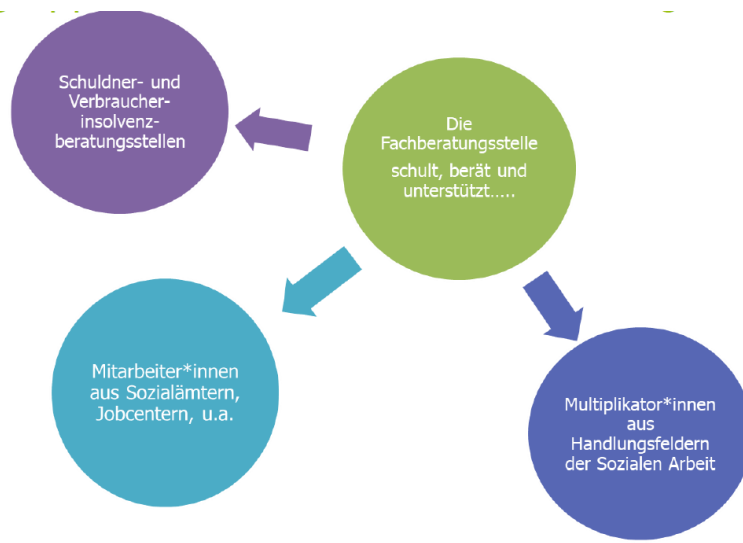 Schuldner- und
Verbraucher-
insolvenz-
beratungsstellen
Die
Fachberatungsstelle
schult, berät und
unterstützt.....
Mitarbeiter*innen
aus Sozialämtern,
Jobcentern, u.a.
Multiplikator*innen
aus
Handlungsfeldern
der Sozialen Arbeit